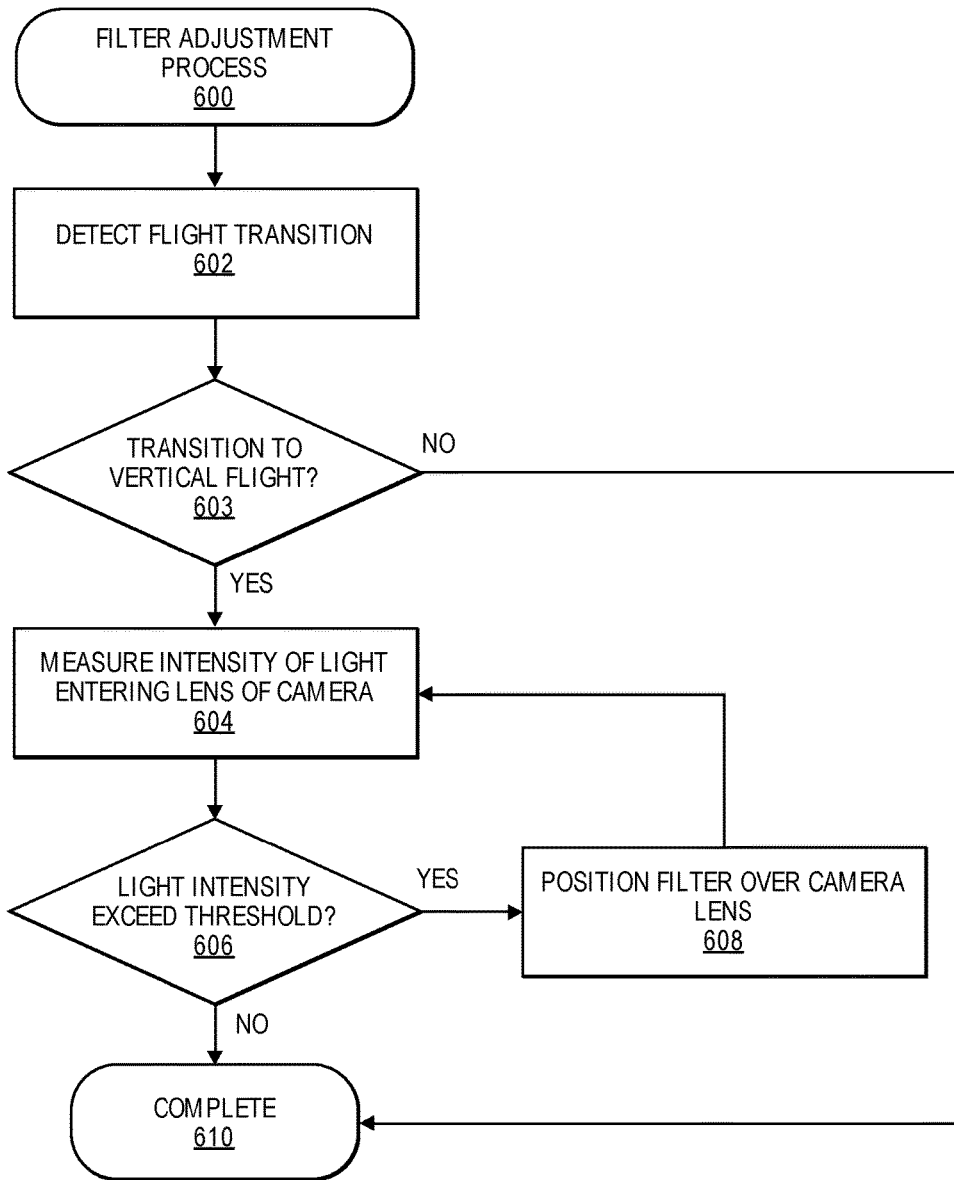 FILTER ADJUSTMENT
PROCESS
600
DETECT FLIGHT TRANSITION
602
TRANSITION TO
VERTICAL FLIGHT?
603
NO
YES
MEASURE INTENSITY OF LIGHT
ENTERING LENS OF CAMERA
604
LIGHT INTENSITY
EXCEED THRESHOLD?
606
YES
POSITION FILTER OVER CAMERA
LENS
608
NO
COMPLETE
610